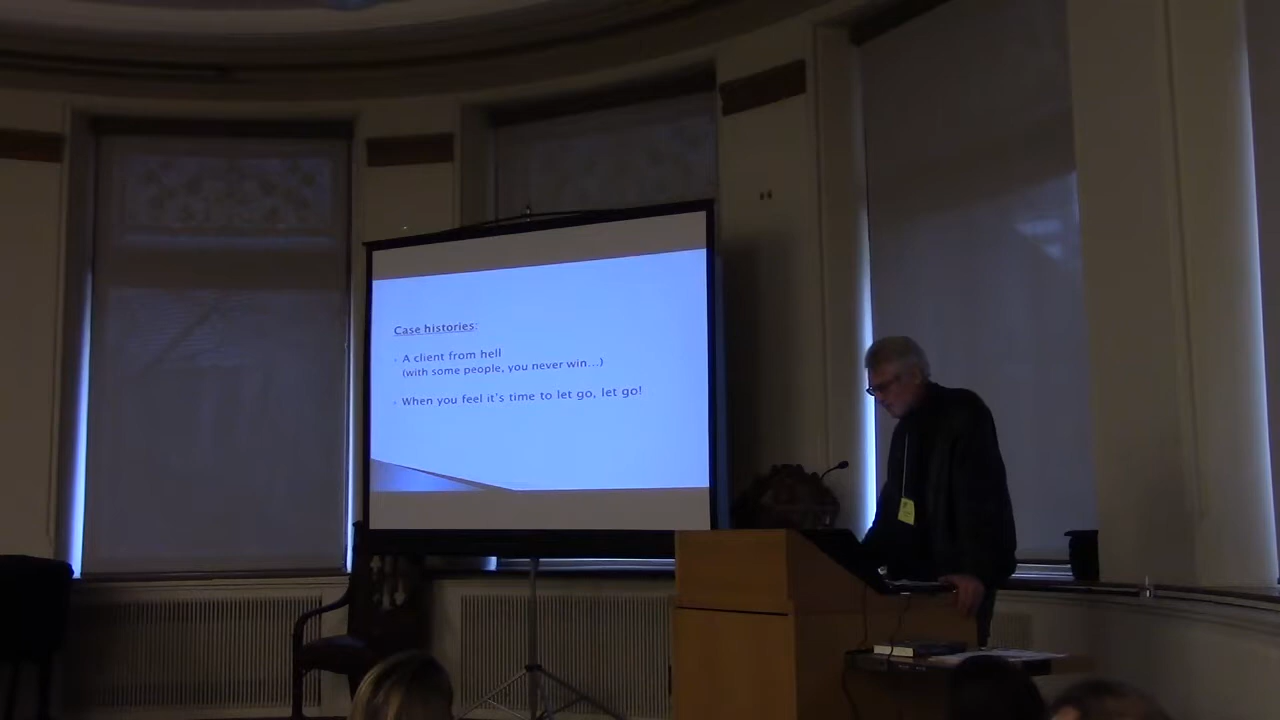 Case histories:
A client from hell
(with some people, you never win...)
When you feel it's time to let go, let go!